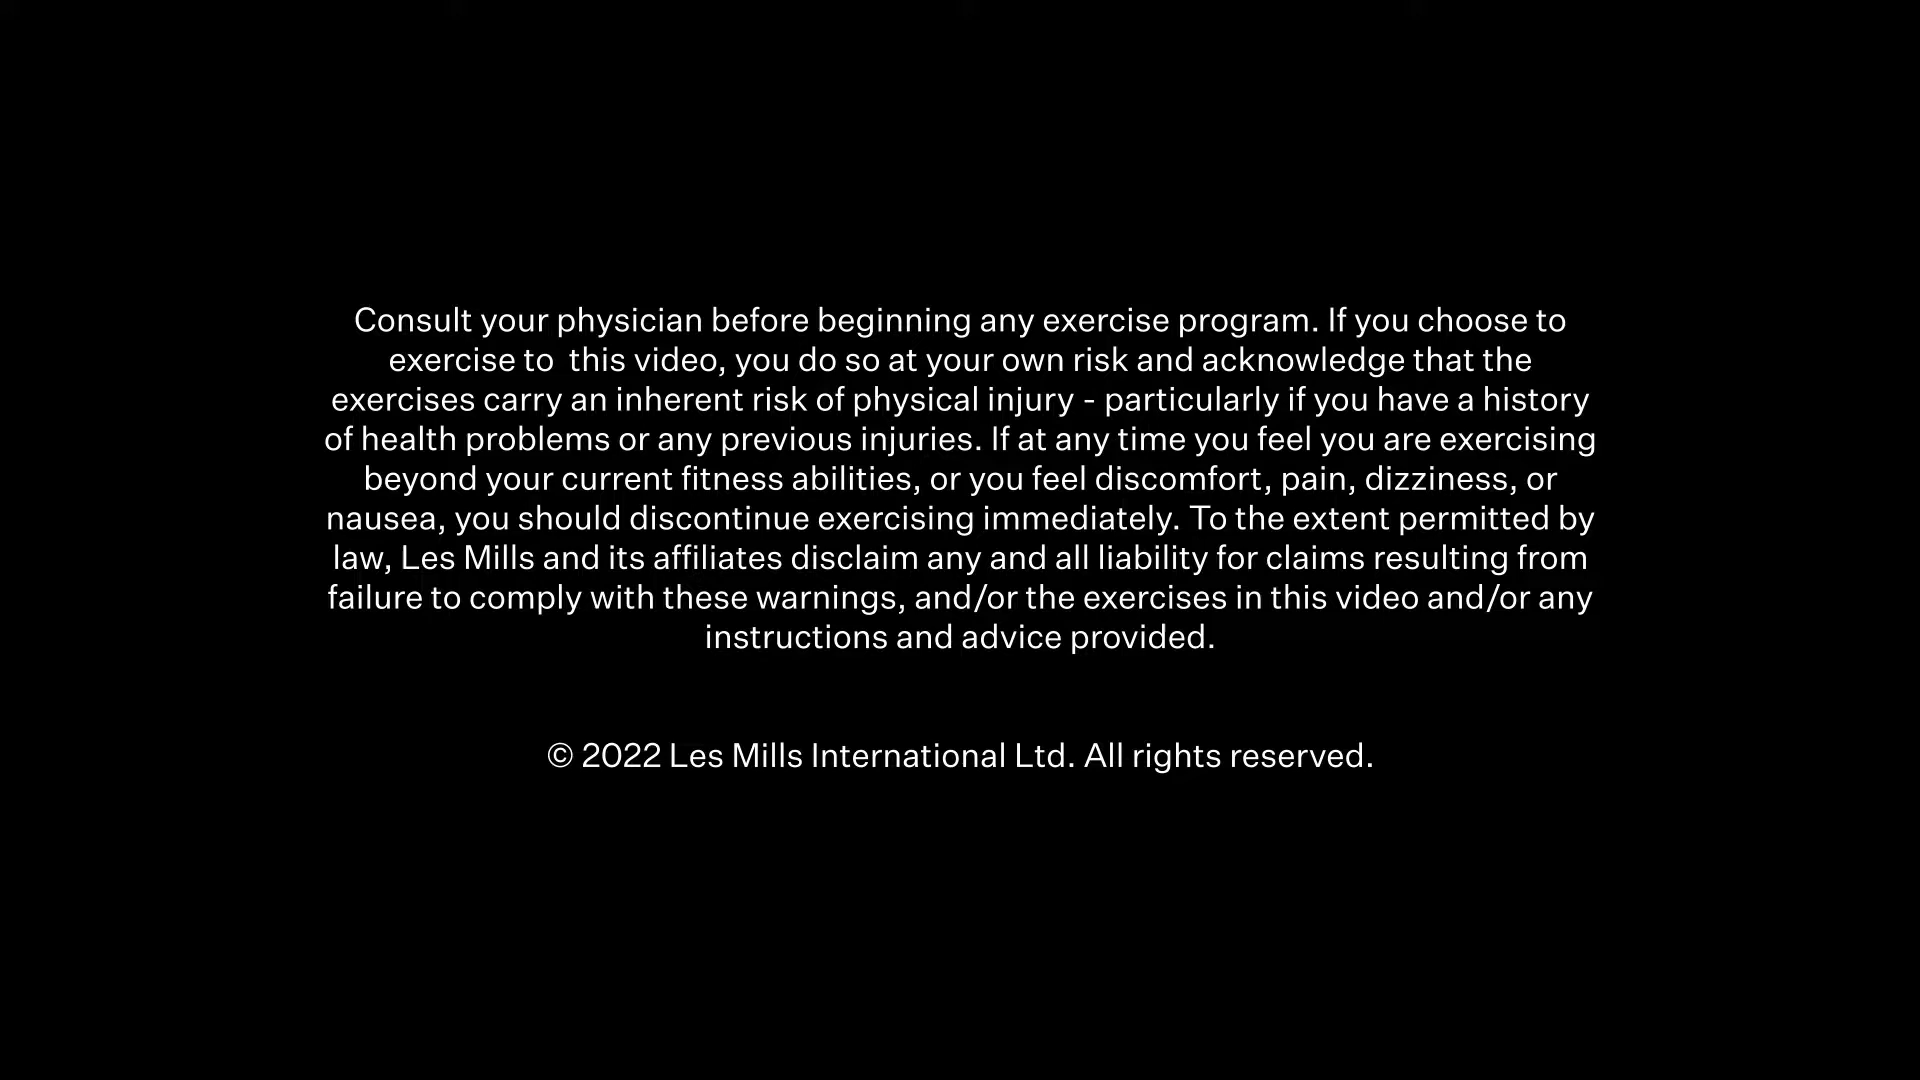 Consult your physician before beginning any exercise program. If you choose to
exercise to  this video, you do so at your own risk and acknowledge that the
exercises carry an inherent risk of physical injury - particularly if you have a history
of health problems or any previous injuries. If at any time you feel you are exercising
beyond your current fitness abilities, or you feel discomfort, pain, dizziness, or
nausea, you should discontinue exercising immediately. To the extent permitted by
law, Les Mills and its affiliates disclaim any and all liability for claims resulting from
failure to comply with these warnings, and/or the exercises in this video and/or any
instructions and advice provided.
© 2022 Les Mills International Ltd. All rights reserved.